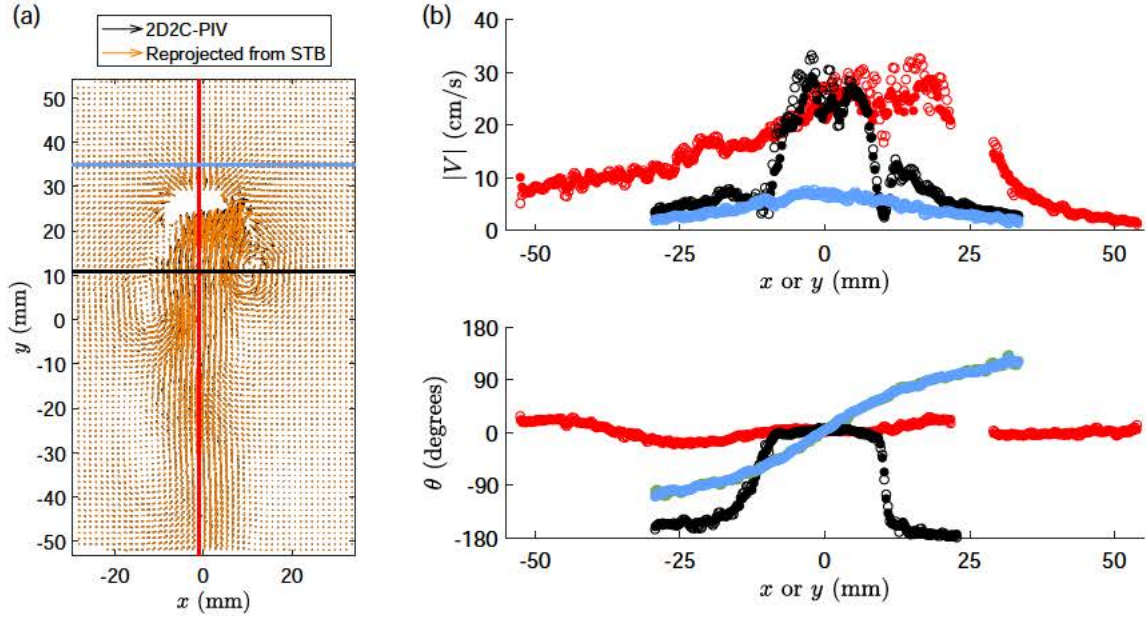 (a)
2D2C-PIV
Reprojected from STB
50
40
30
20
10
0
-10
-20
-30
-40
-50
y (mm)
-20 0 20
x (mm)
(b)
30
20
10
0
|V| (cm/s)
-50 -25 0 25 50
x or y (mm)
180
90
0
-90
-180
θ (degrees)
-50 -25 0 25 50
x or y (mm)